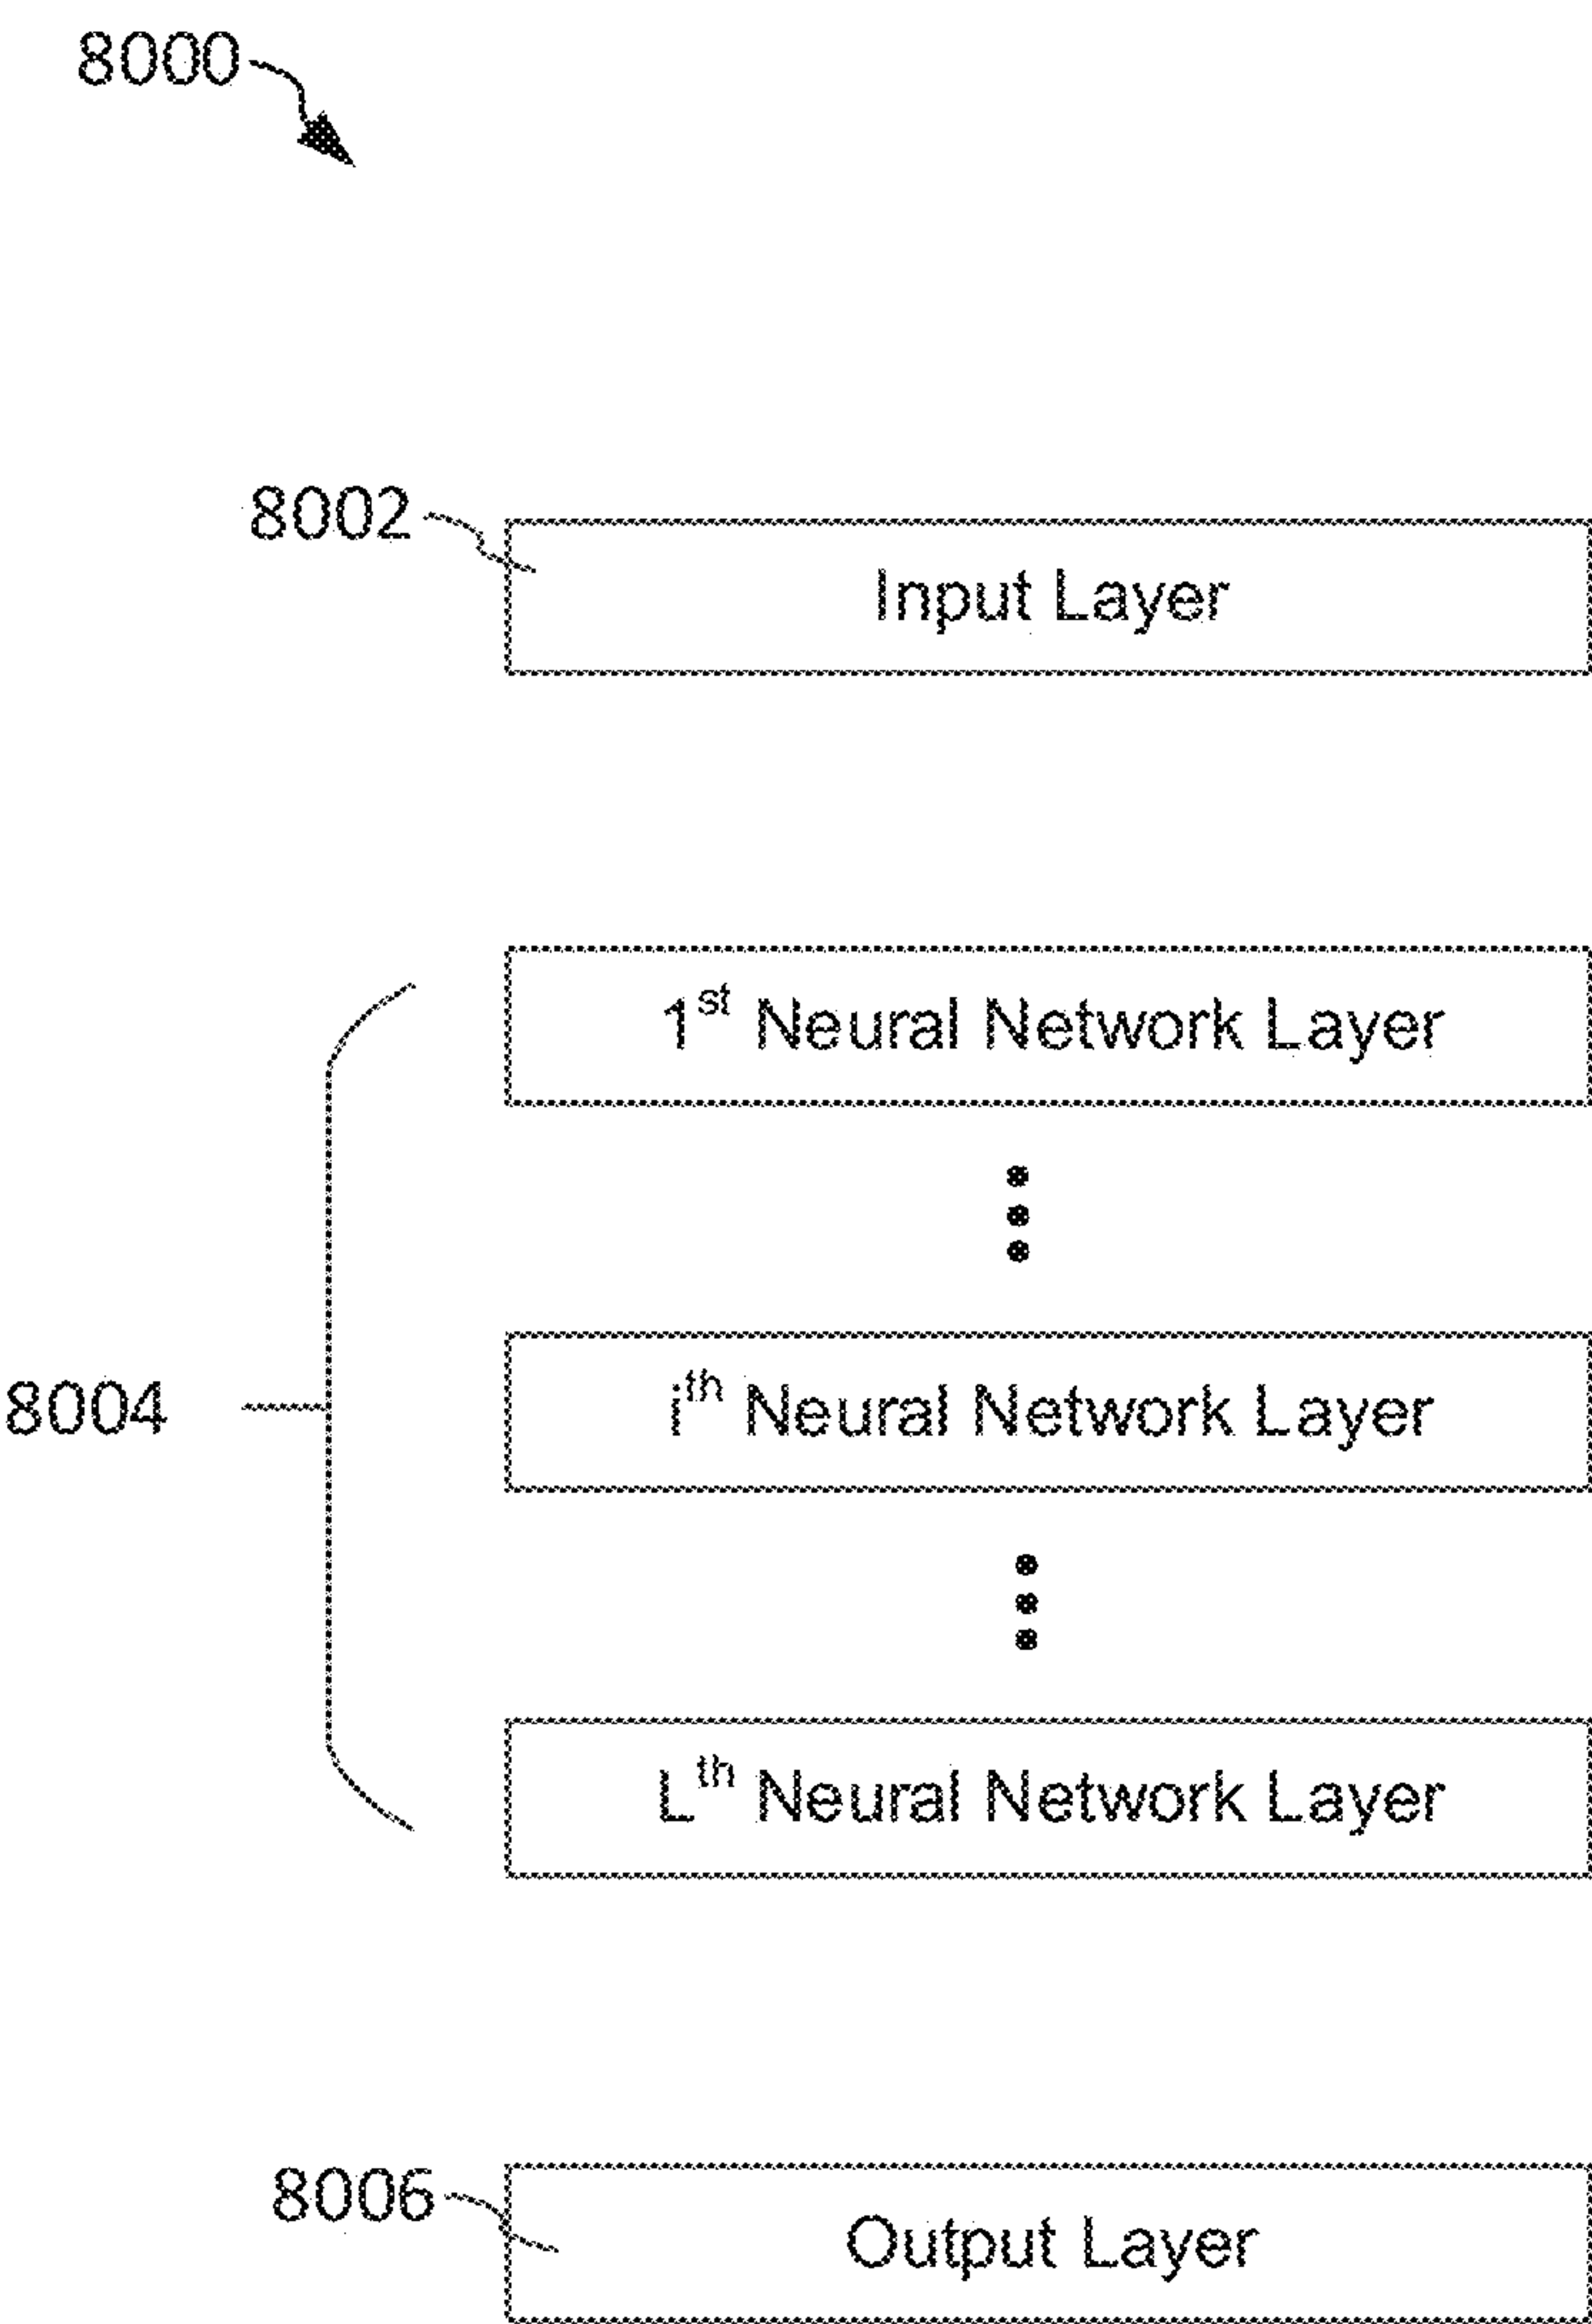 8000
8002
Input Layer
1st Neural Network Layer
8004
ith Neural Network Layer
Lth Neural Network Layer
8006
Output Layer